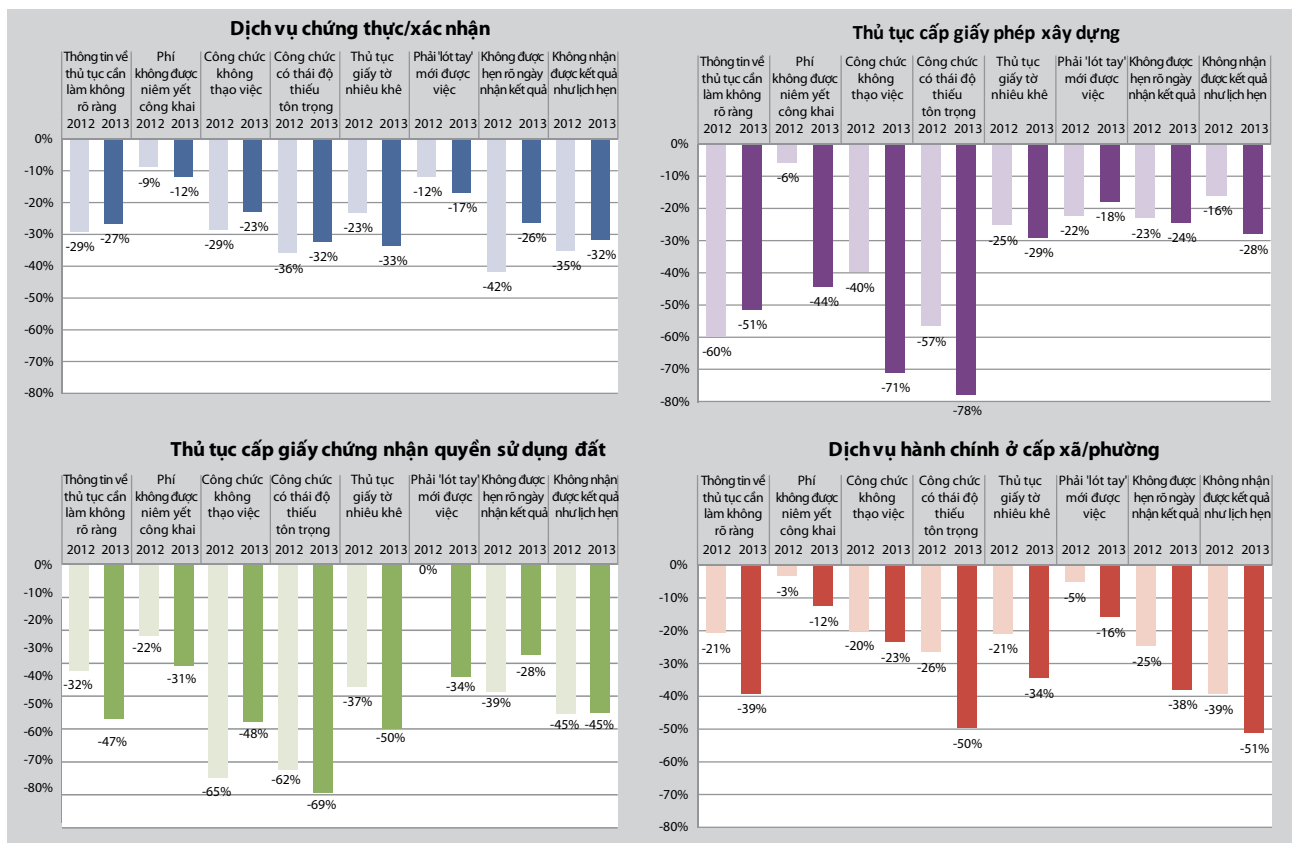 Dịch vụ chứng thực/xác nhận
Thông tin về thủ tục cần làm không rõ ràng
Phí không được niêm yết công khai
Công chức không thạo việc
Công chức có thái độ thiếu tôn trọng
Thủ tục giấy tờ nhiêu khê
Phải 'lót tay' mới được việc
Không được hẹn rõ ngày nhận kết quả
Không nhận được kết quả như lịch hẹn
2012 2013 2012 2013 2012 2013 2012 2013 2012 2013 2012 2013 2012 2013 2012 2013
0%
-10%
-20%
-30%
-40%
-50%
-60%
-70%
-80%
-29% -27% -9% -12% -29% -23% -36% -32% -23% -33% -12% -17% -42% -26% -35% -32%
Thủ tục cấp giấy phép xây dựng
Thông tin về thủ tục cần làm không rõ ràng
Phí không được niêm yết công khai
Công chức không thạo việc
Công chức có thái độ thiếu tôn trọng
Thủ tục giấy tờ nhiêu khê
Phải 'lót tay' mới được việc
Không được hẹn rõ ngày nhận kết quả
Không nhận được kết quả như lịch hẹn
2012 2013 2012 2013 2012 2013 2012 2013 2012 2013 2012 2013 2012 2013 2012 2013
0%
-10%
-20%
-30%
-40%
-50%
-60%
-70%
-80%
-60% -51% -6% -44% -40% -71% -57% -78% -25% -29% -22% -18% -23% -24% -16% -28%
Thủ tục cấp giấy chứng nhận quyền sử dụng đất
Thông tin về thủ tục cần làm không rõ ràng
Phí không được niêm yết công khai
Công chức không thạo việc
Công chức có thái độ thiếu tôn trọng
Thủ tục giấy tờ nhiêu khê
Phải 'lót tay' mới được việc
Không được hẹn rõ ngày nhận kết quả
Không nhận được kết quả như lịch hẹn
2012 2013 2012 2013 2012 2013 2012 2013 2012 2013 2012 2013 2012 2013 2012 2013
0%
-10%
-20%
-30%
-40%
-50%
-60%
-70%
-80%
-32% -47% -22% -31% -65% -48% -62% -69% -37% -50% 0% -34% -39% -28% -45% -45%
Dịch vụ hành chính ở cấp xã/phường
Thông tin về thủ tục cần làm không rõ ràng
Phí không được niêm yết công khai
Công chức không thạo việc
Công chức có thái độ thiếu tôn trọng
Thủ tục giấy tờ nhiêu khê
Phải 'lót tay' mới được việc
Không được hẹn rõ ngày nhận kết quả
Không nhận được kết quả như lịch hẹn
2012 2013 2012 2013 2012 2013 2012 2013 2012 2013 2012 2013 2012 2013 2012 2013
0%
-10%
-20%
-30%
-40%
-50%
-60%
-70%
-80%
-21% -39% -3% -12% -20% -23% -26% -50% -21% -34% -5% -16% -25% -38% -39% -51%